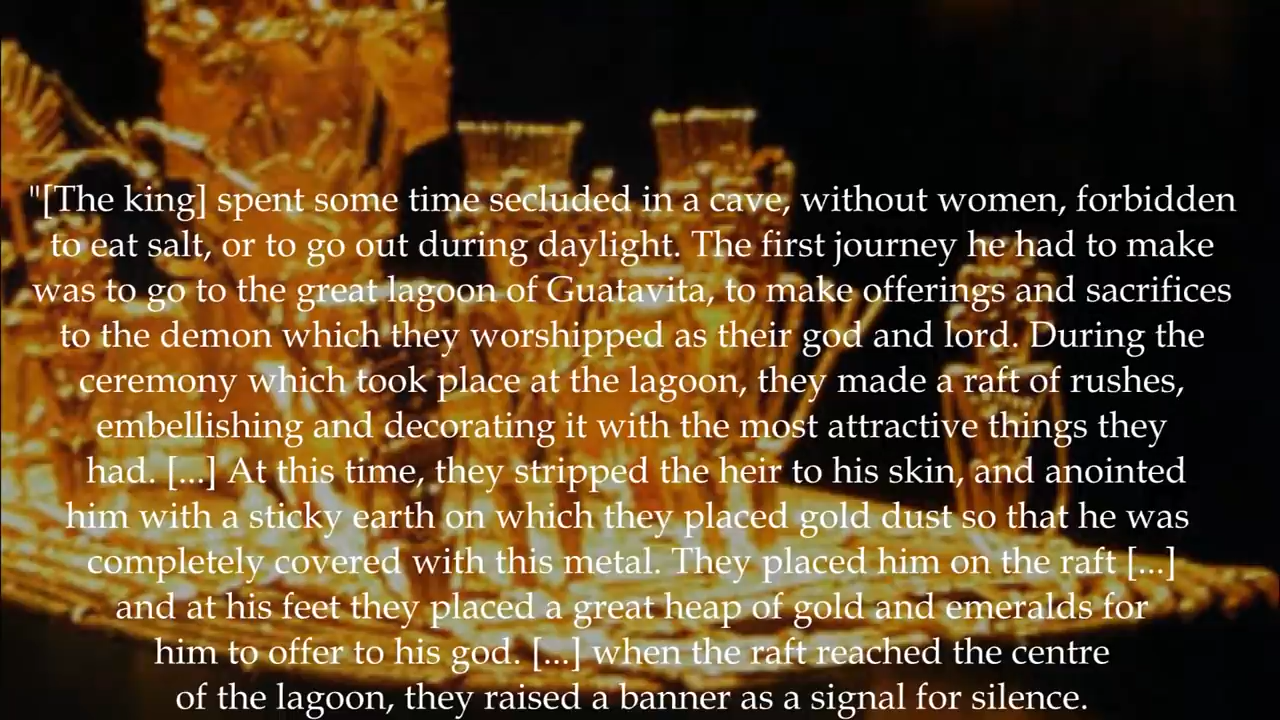 "[The king] spent some time secluded in a cave, without women, forbidden
to eat salt, or to go out during daylight. The first journey he had to make
was to go to the great lagoon of Guatavita, to make offerings and sacrifices
to the demon which they worshipped as their god and lord. During the
ceremony which took place at the lagoon, they made a raft of rushes,
embellishing and decorating it with the most attractive things they
had. [...] At this time, they stripped the heir to his skin, and anointed
him with a sticky earth on which they placed gold dust so that he was
completely covered with this metal. They placed him on the raft [...]
and at his feet they placed a great heap of gold and emeralds for
him to offer to his god. [...] when the raft reached the centre
of the lagoon, they raised a banner as a signal for silence.